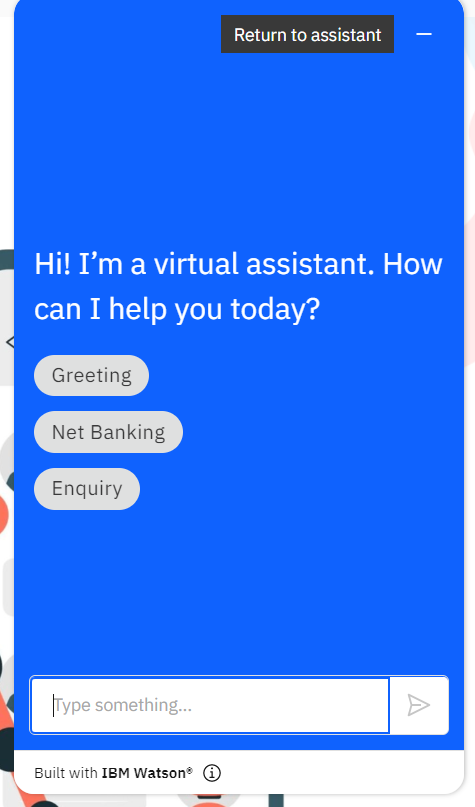 Return to assistant
Hi! I’m a virtual assistant. How
can I help you today?
Greeting
Net Banking
Enquiry
Type something...
Built with IBM Watson®